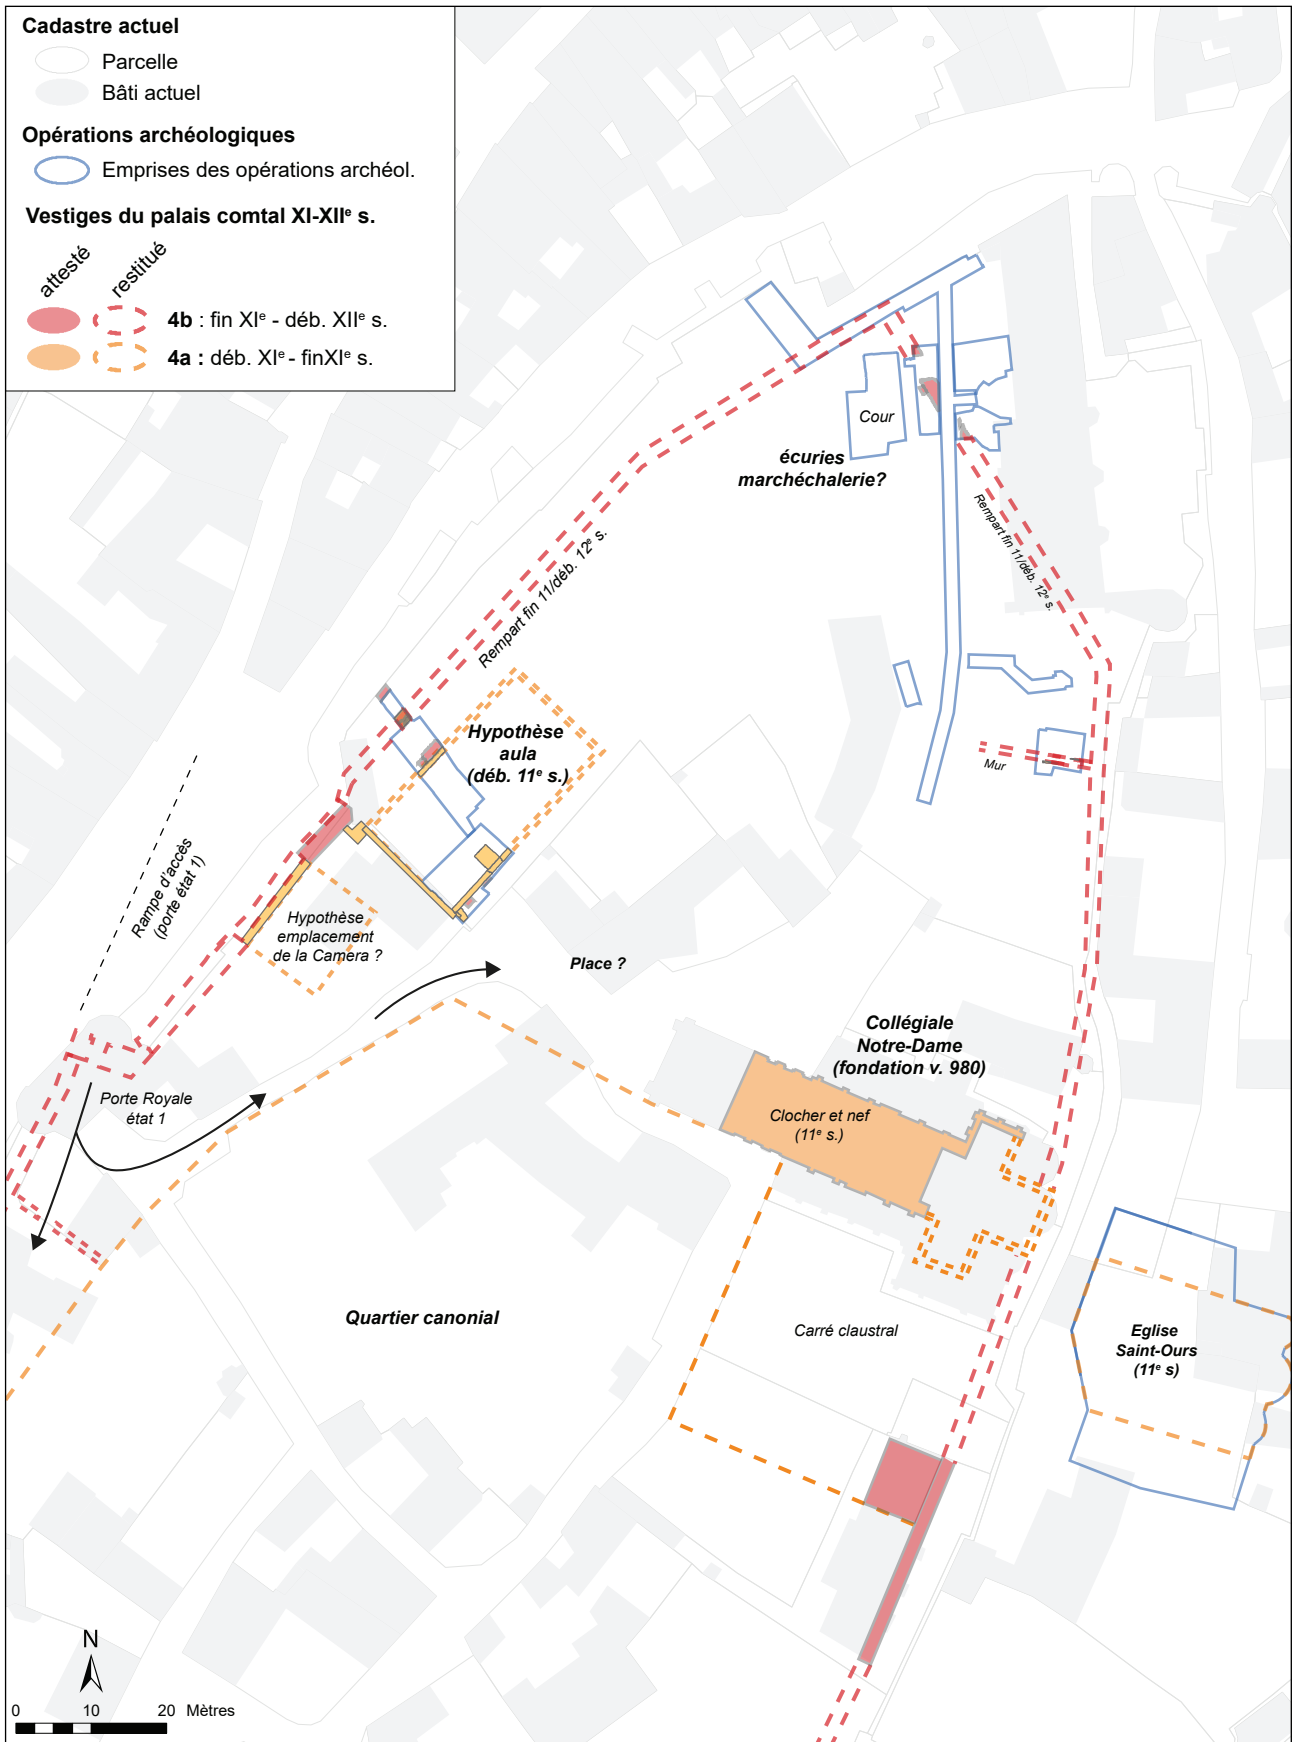 Cadastre actuel
Parcelle
Bâti actuel
Opérations archéologiques
Emprises des opérations archéol.
Vestiges du palais comtal XI-XIIᵉ s.
attesté
restitué
4b : fin XIᵉ - déb. XIIᵉ s.
4a : déb. XIᵉ - finXIᵉ s.
Cour
écuries
marchéchalerie?
Rempart fin 11/déb. 12ᵉ s.
Rempart fin 11/déb. 12ᵉ s.
Hypothèse
aula
(déb. 11ᵉ s.)
Mur
Rampe d'accès
(porte état 1)
Hypothèse
emplacement
de la Camera ?
Place ?
Collégiale
Notre-Dame
(fondation v. 980)
Porte Royale
état 1
Clocher et nef
(11ᵉ s.)
Quartier canonial
Carré claustral
Eglise
Saint-Ours
(11ᵉ s)
N
0 10 20 Mètres